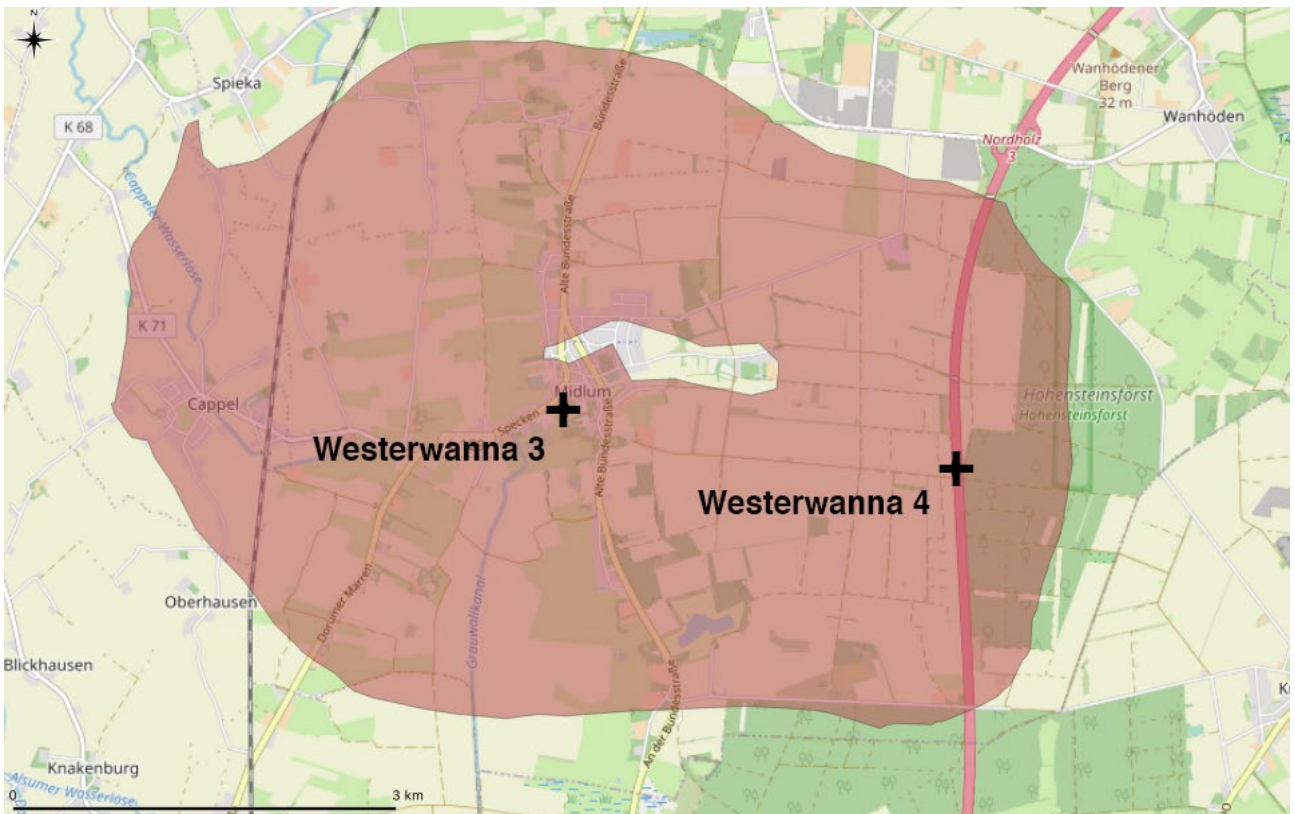 z
Spieka
K 68
Cappeler Wasserlöse
Bundesstraße
Wanhödener
Berg
32 m
Wanhöden
Nordholz
3
14
Alte Bundesstraße
K 71
Cappel
Midlum
Specken
Westerwanna 3
Alte Bundesstraße
Hohensteinsforst
Hohensteinsforst
Westerwanna 4
Oberhausen
Dorumer Marren
Grauwallkanal
Blickhausen
An der Bundesstraße
Kr
Knakenburg
Alsumer Wasserlöse
0
3 km